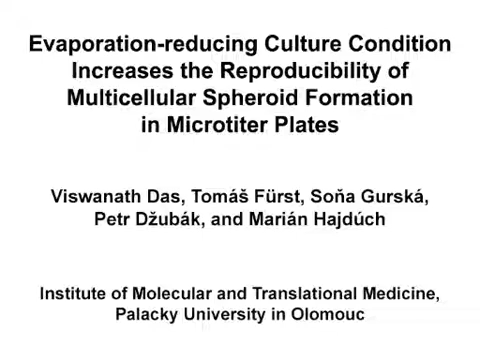 Evaporation-reducing Culture Condition
Increases the Reproducibility of
Multicellular Spheroid Formation
in Microtiter Plates
Viswanath Das, Tomáš Fürst, Soňa Gurská,
Petr Džubák, and Marián Hajdúch
Institute of Molecular and Translational Medicine,
Palacky University in Olomouc